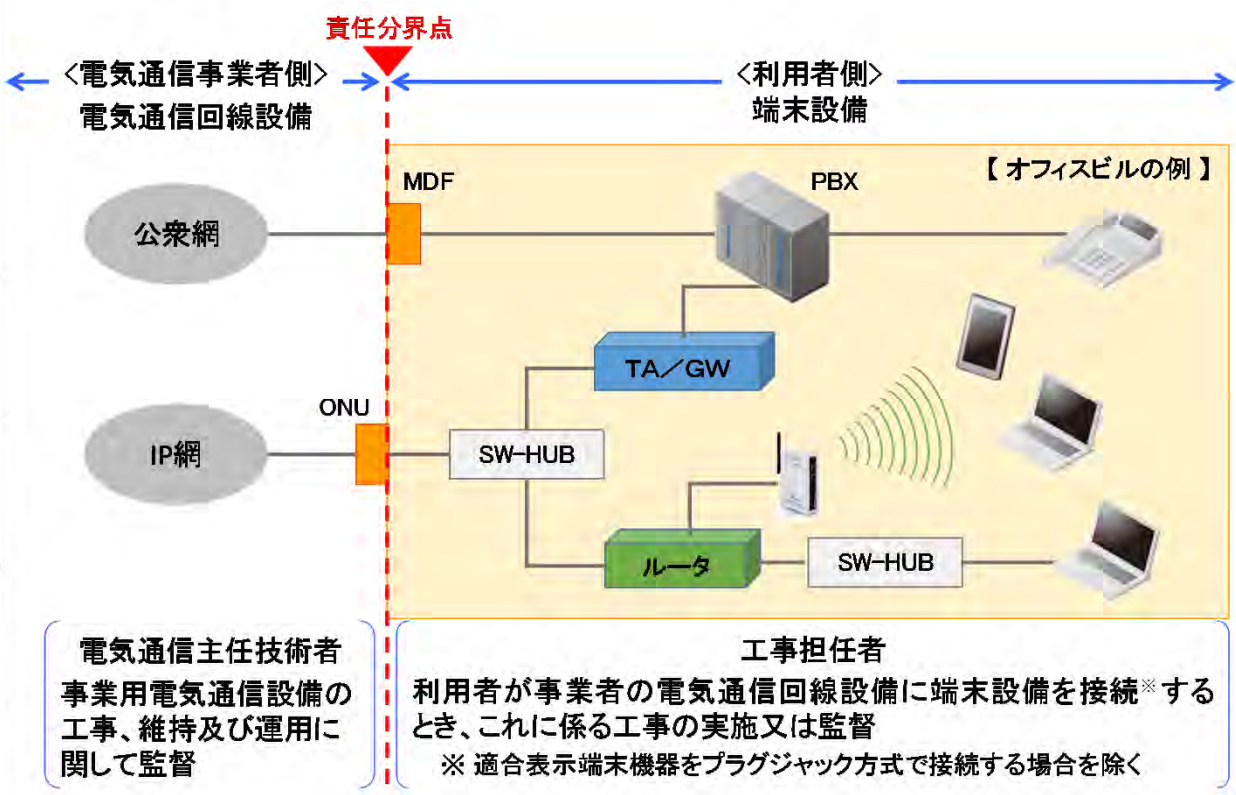 責任分界点
<電気通信事業者側>
電気通信回線設備
<利用者側>
端末設備
【オフィスビルの例】
MDF
PBX
公衆網
TA/GW
ONU
IP網
SW-HUB
ルータ
SW-HUB
電気通信主任技術者
事業用電気通信設備の
工事、維持及び運用に
関して監督
工事担任者
利用者が事業者の電気通信回線設備に端末設備を接続※する
とき、これに係る工事の実施又は監督
※ 適合表示端末機器をプラグジャック方式で接続する場合を除く